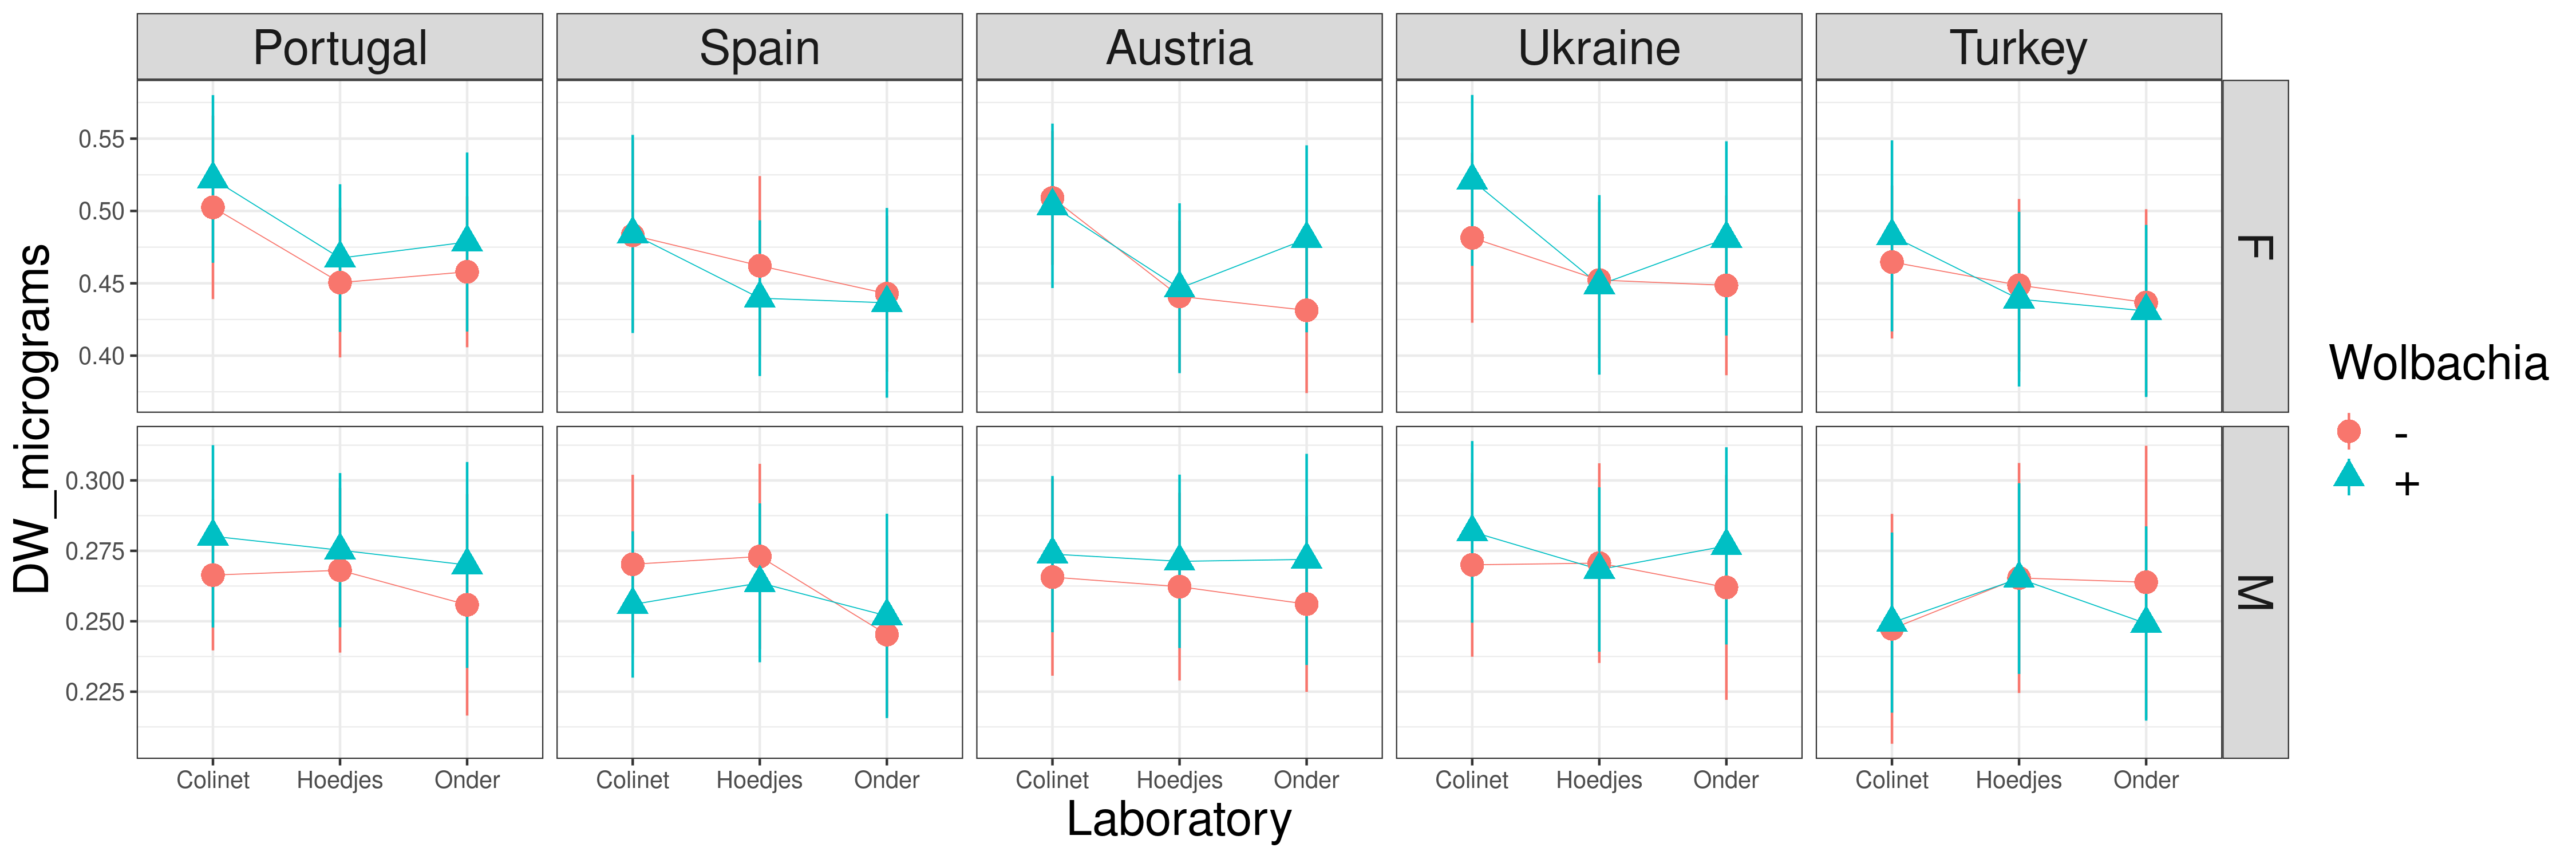 Portugal Spain Austria Ukraine Turkey
0.55
0.50
0.45
0.40
F
DW_micrograms
0.300
0.275
0.250
0.225
M
Colinet Hoedjes Onder Colinet Hoedjes Onder Colinet Hoedjes Onder Colinet Hoedjes Onder Colinet Hoedjes Onder
Laboratory
Wolbachia
-
+